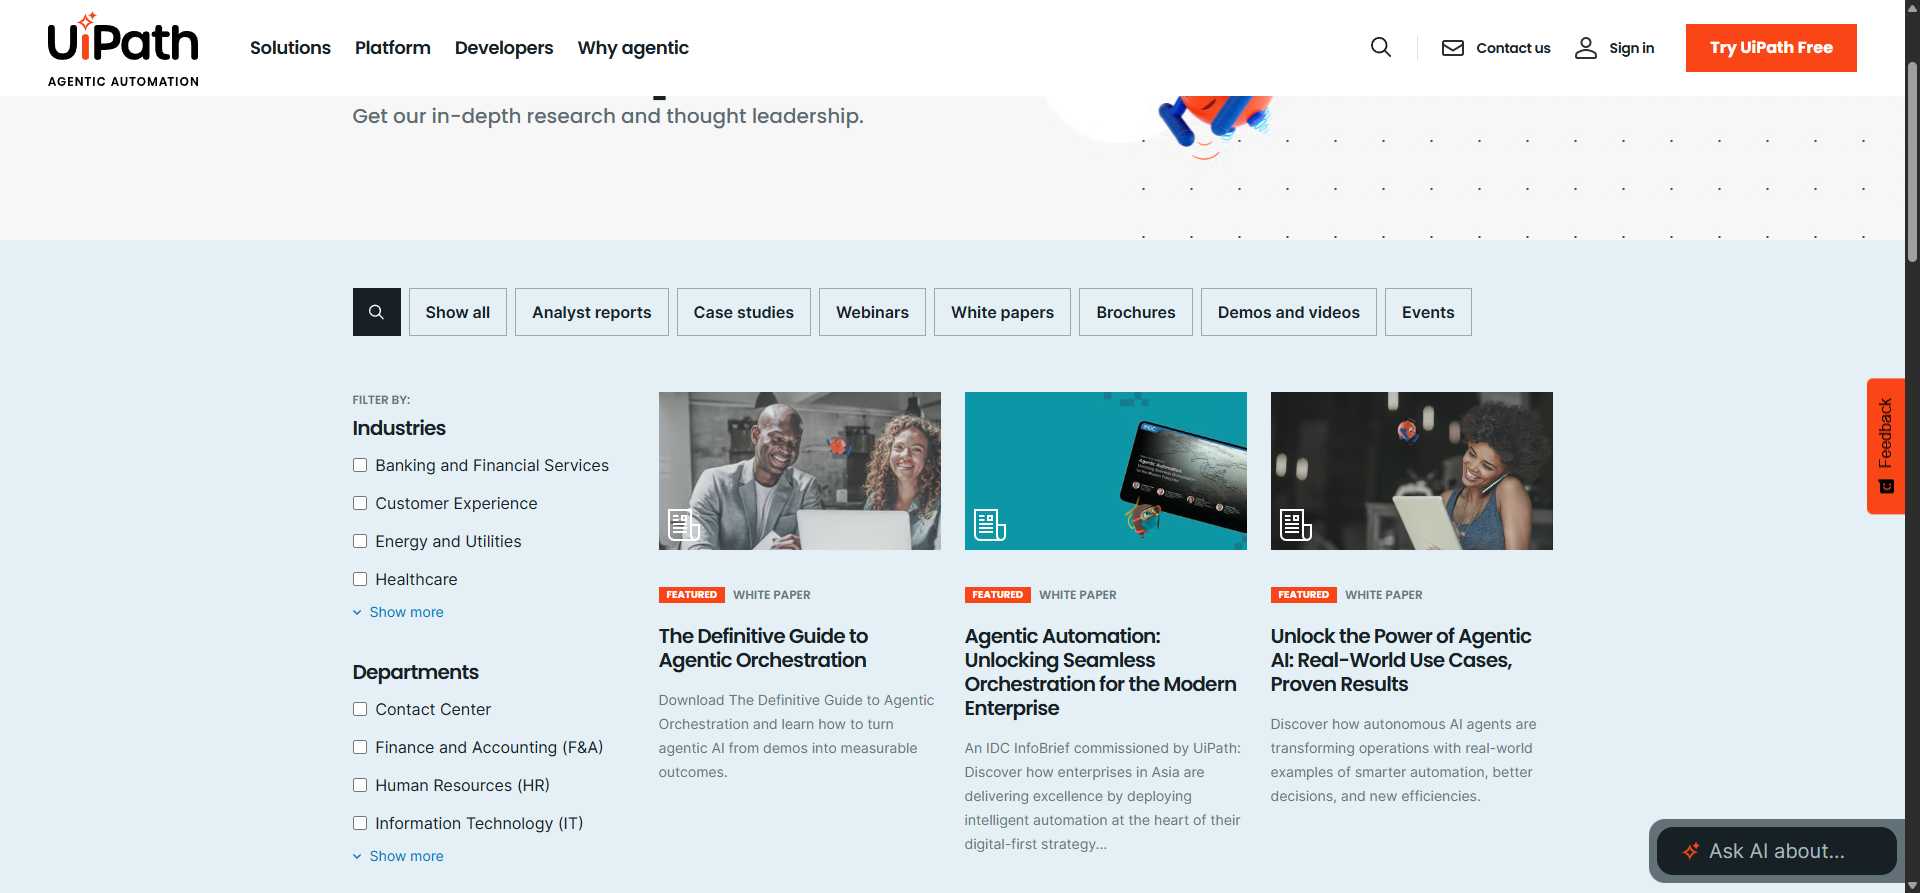 UiPath
AGENTIC AUTOMATION
Solutions
Platform
Developers
Why agentic
Contact us
Sign in
Try UiPath Free
Get our in-depth research and thought leadership.
Show all
Analyst reports
Case studies
Webinars
White papers
Brochures
Demos and videos
Events
FILTER BY:
Industries
Banking and Financial Services
Customer Experience
Energy and Utilities
Healthcare
Show more
Departments
Contact Center
Finance and Accounting (F&A)
Human Resources (HR)
Information Technology (IT)
Show more
FEATURED WHITE PAPER
The Definitive Guide to
Agentic Orchestration
Download The Definitive Guide to Agentic
Orchestration and learn how to turn
agentic AI from demos into measurable
outcomes.
FEATURED WHITE PAPER
Agentic Automation:
Unlocking Seamless
Orchestration for the Modern
Enterprise
An IDC InfoBrief commissioned by UiPath:
Discover how enterprises in Asia are
delivering excellence by deploying
intelligent automation at the heart of their
digital-first strategy...
FEATURED WHITE PAPER
Unlock the Power of Agentic
AI: Real-World Use Cases,
Proven Results
Discover how autonomous AI agents are
transforming operations with real-world
examples of smarter automation, better
decisions, and new efficiencies.
Feedback
Ask AI about...